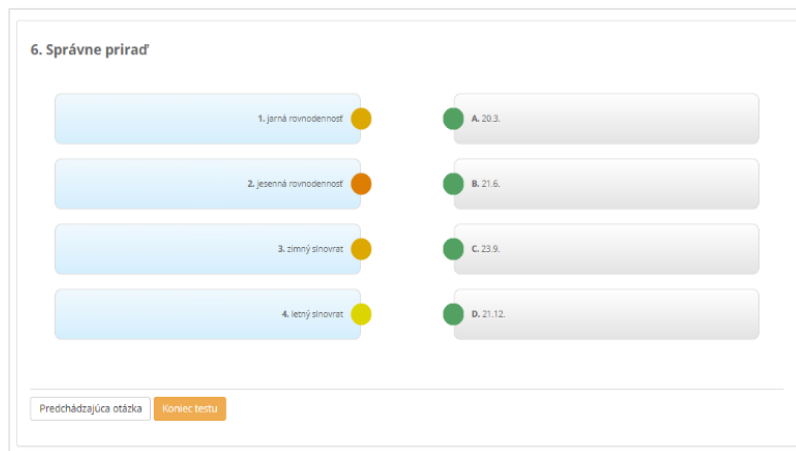 6. Správne priraď
1. jarná rovnodennosť
A. 20.3.
2. jesenná rovnodennosť
B. 21.6.
3. zimný slnovrat
C. 23.9.
4. letný slnovrat
D. 21.12.
Predchádzajúca otázka
Koniec testu